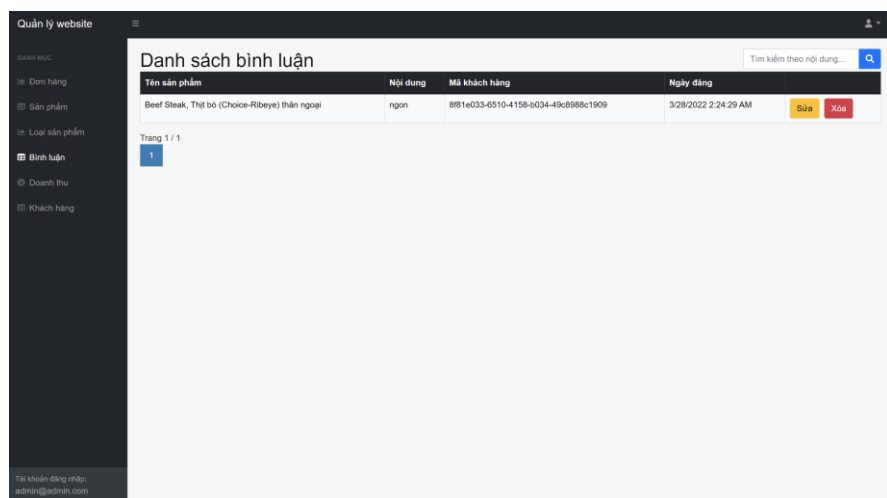 Quản lý website
DANH MỤC
Đơn hàng
Sản phẩm
Loại sản phẩm
Bình luận
Doanh thu
Khách hàng
Tài khoản đăng nhập:
admin@admin.com
Danh sách bình luận
Tìm kiếm theo nội dung...
Tên sản phẩm Nội dung Mã khách hàng Ngày đăng
Beef Steak, Thịt bò (Choice-Ribeye) thăn ngoại ngon 8f81e033-6510-4158-b034-49c8988c1909 3/28/2022 2:24:29 AM Sửa Xóa
Trang 1 / 1
1